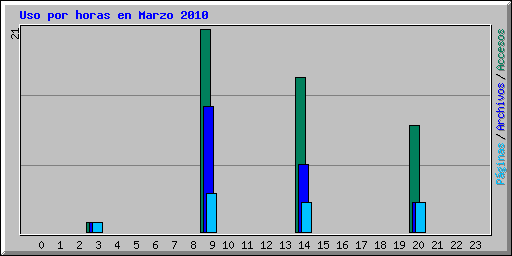 Uso por horas en Marzo 2010
21
Páginas/Archivos/Accesos
0 1 2 3 4 5 6 7 8 9 10 11 12 13 14 15 16 17 18 19 20 21 22 23